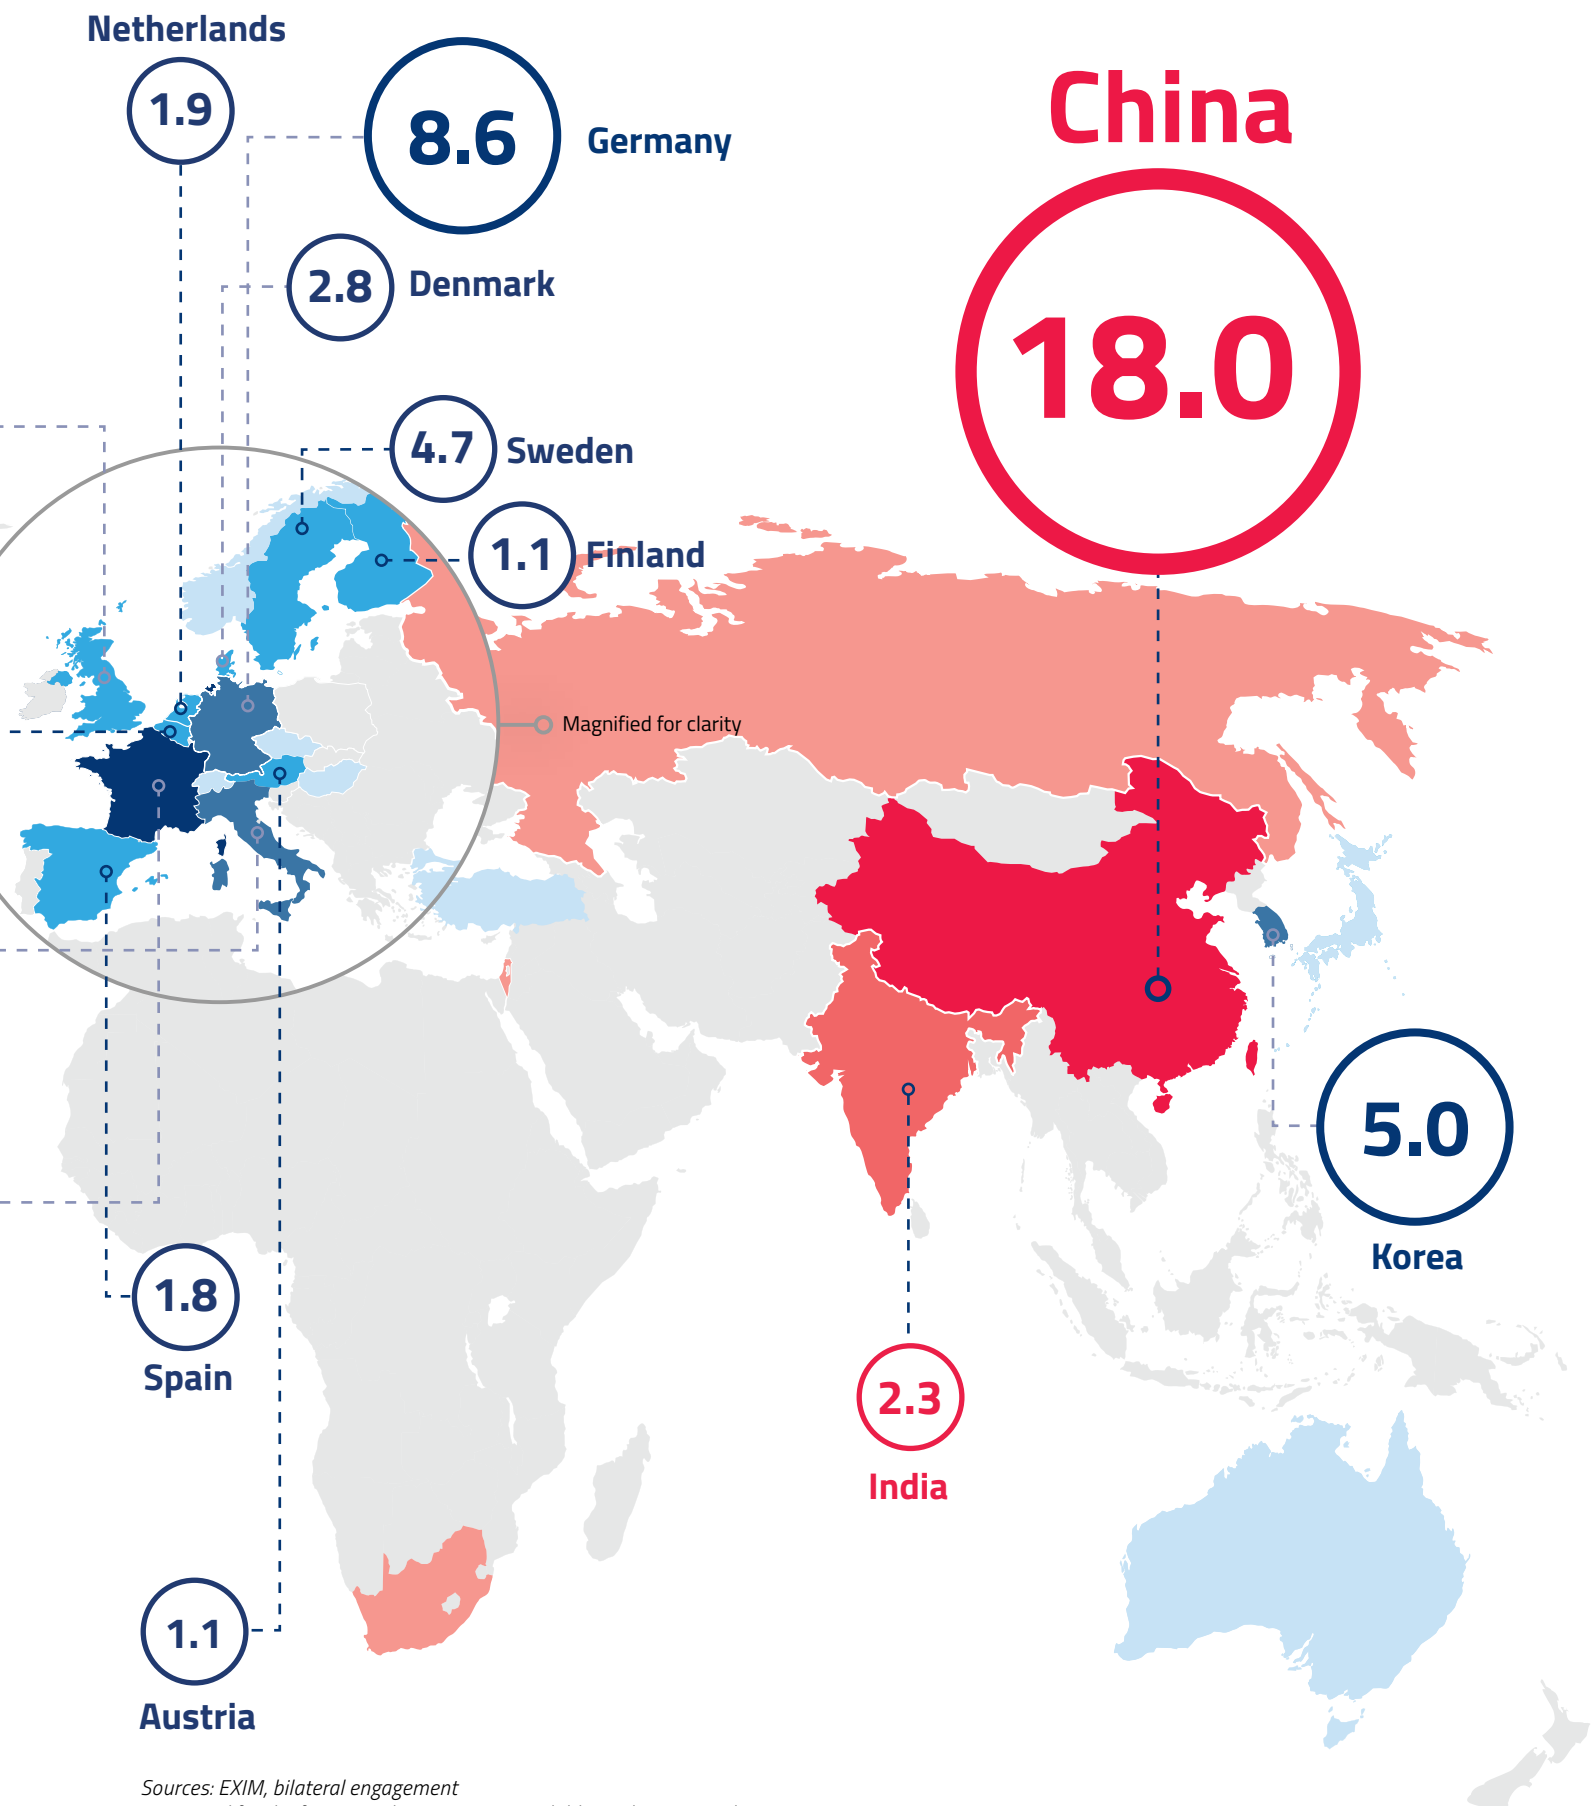 Netherlands
1.9
8.6
Germany
China
18.0
2.8
Denmark
4.7
Sweden
1.1
Finland
Magnified for clarity
5.0
Korea
1.8
Spain
2.3
India
1.1
Austria
Sources: EXIM, bilateral engagement